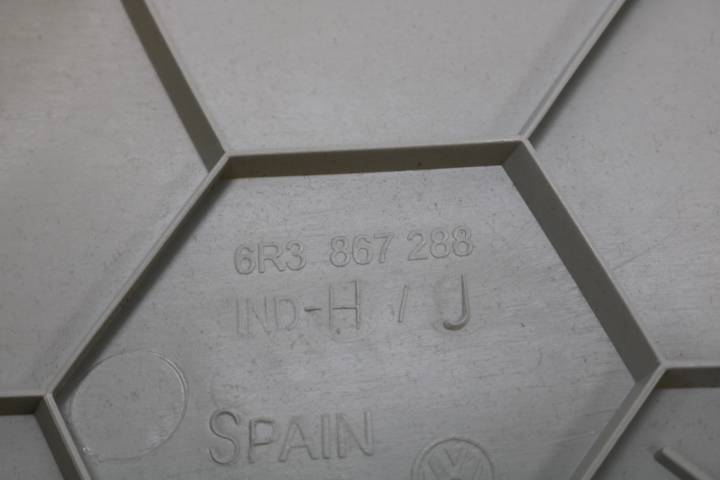 6R3 867 288
IND-H / J
SPAIN